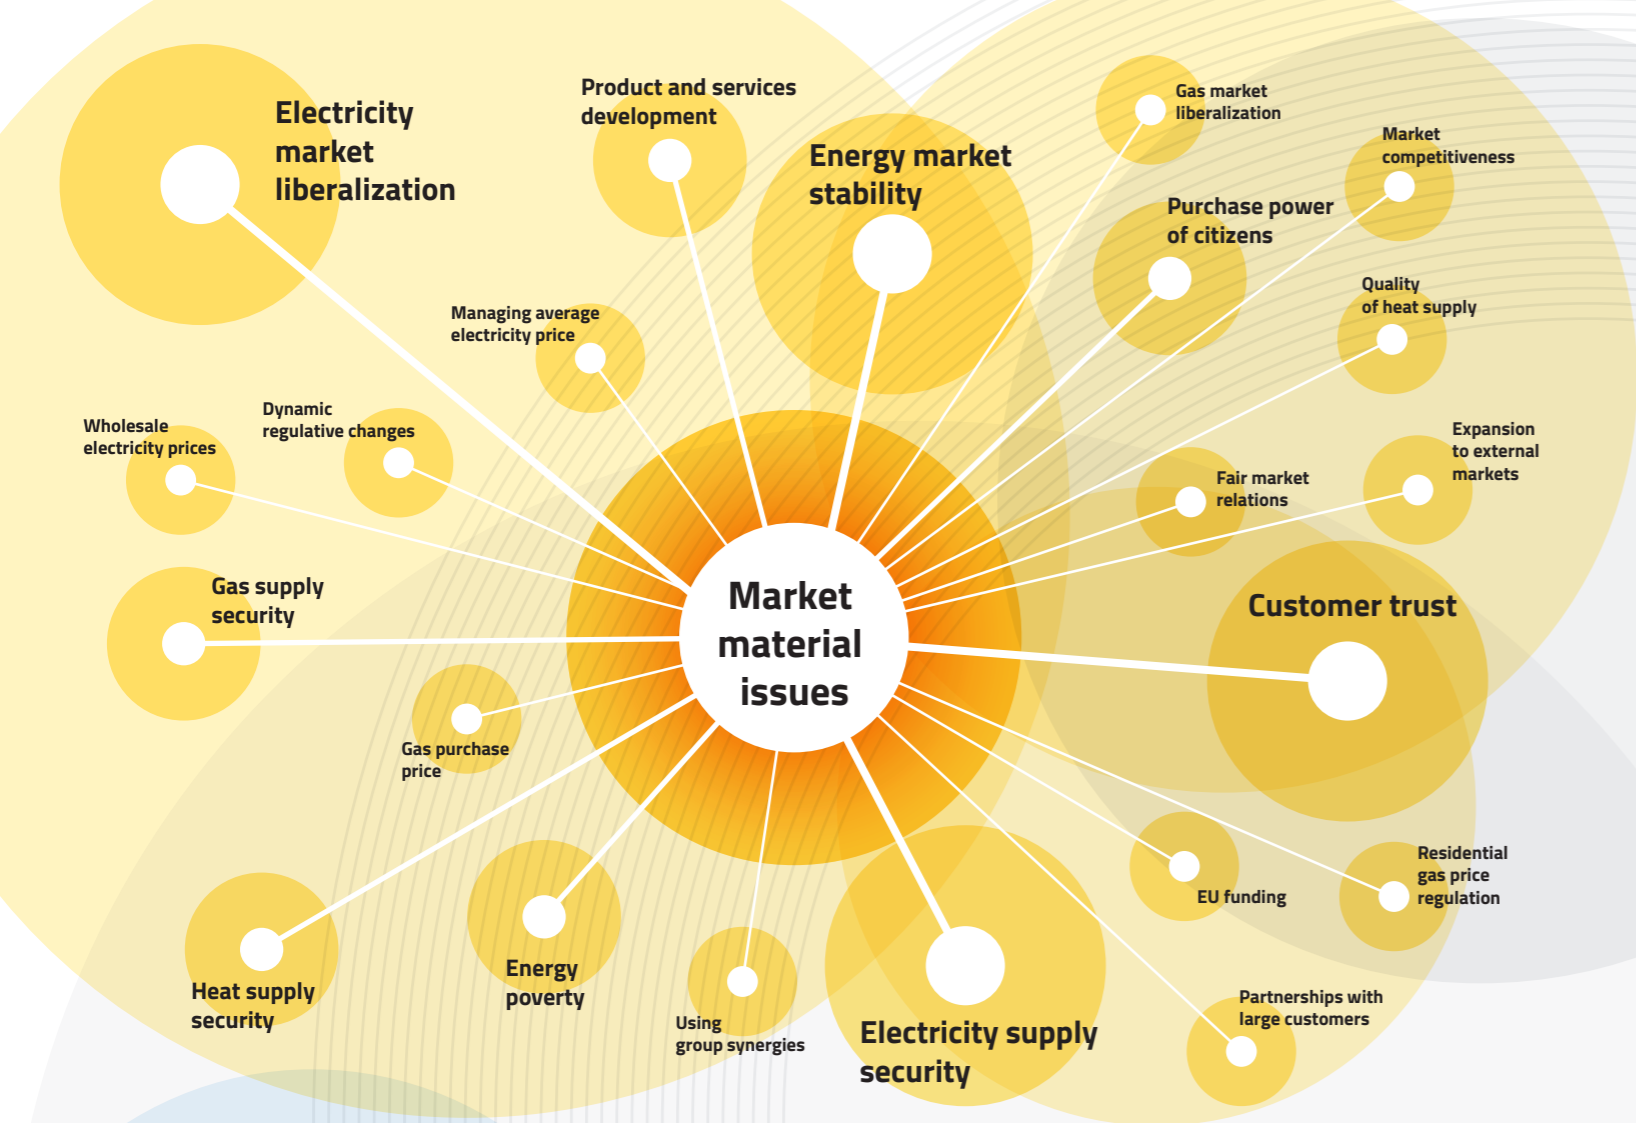 Electricity
market
liberalization
Product and services
development
Energy market
stability
Gas market
liberalization
Market
competitiveness
Purchase power
of citizens
Quality
of heat supply
Managing average
electricity price
Wholesale
electricity prices
Dynamic
regulative changes
Fair market
relations
Expansion
to external
markets
Gas supply
security
Market
material
issues
Customer trust
Gas purchase
price
Residential
gas price
regulation
EU funding
Heat supply
security
Energy
poverty
Using
group synergies
Electricity supply
security
Partnerships with
large customers